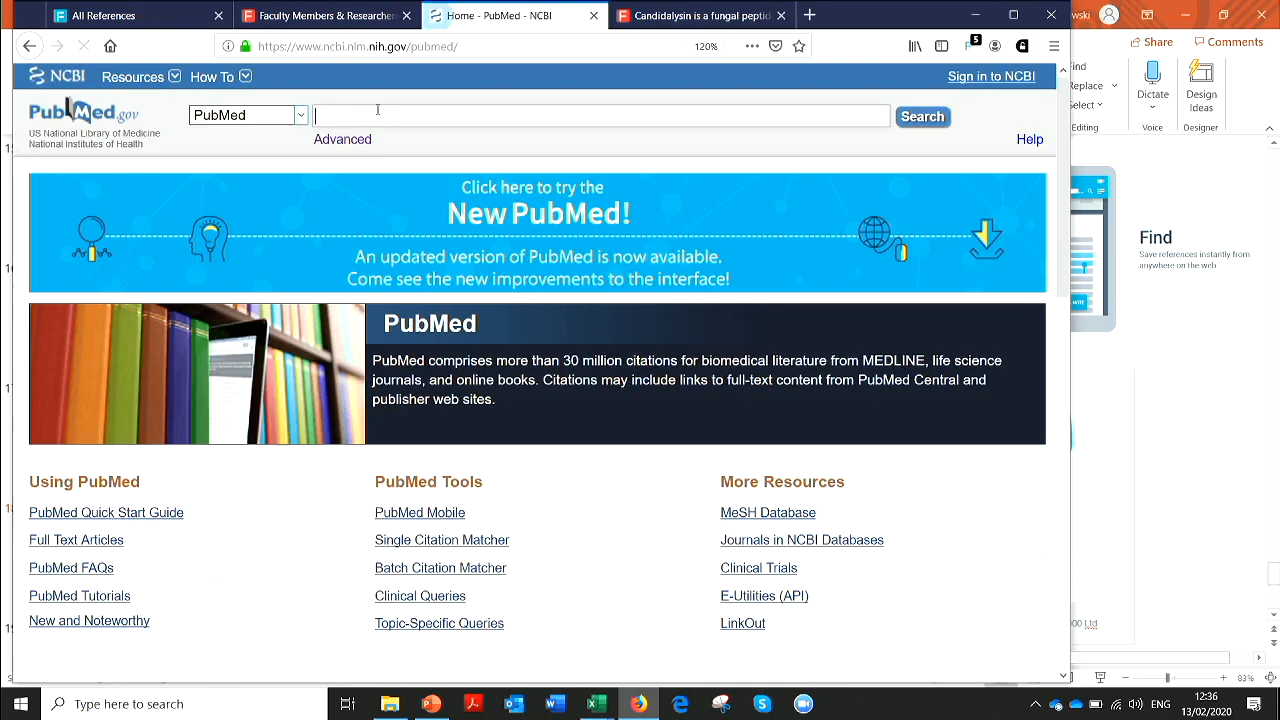 All References
Faculty Members & Researcher
Home - PubMed - NCBI
Candidalysin is a fungal peptid
wski
https://www.ncbi.nlm.nih.gov/pubmed/
120%
5
Share
Comments
NCBI
Resources
How To
Sign in to NCBI
Find
Replace
Select
Dictate
Design
Ideas
Editing
Voice
Designer
PubMed.gov
US National Library of Medicine
National Institutes of Health
PubMed
Search
Advanced
Help
Click here to try the
New PubMed!
An updated version of PubMed is now available.
Come see the new improvements to the interface!
PubMed
PubMed comprises more than 30 million citations for biomedical literature from MEDLINE, life science
journals, and online books. Citations may include links to full-text content from PubMed Central and
publisher web sites.
Find
Save references instantly from
anywhere on the web
NOTE
Using PubMed
PubMed Quick Start Guide
Full Text Articles
PubMed FAQs
PubMed Tutorials
New and Noteworthy
PubMed Tools
PubMed Mobile
Single Citation Matcher
Batch Citation Matcher
Clinical Queries
Topic-Specific Queries
More Resources
MeSH Database
Journals in NCBI Databases
Clinical Trials
E-Utilities (API)
LinkOut
000 Ltd
83%
Type here to search
12:36
13/02/2020